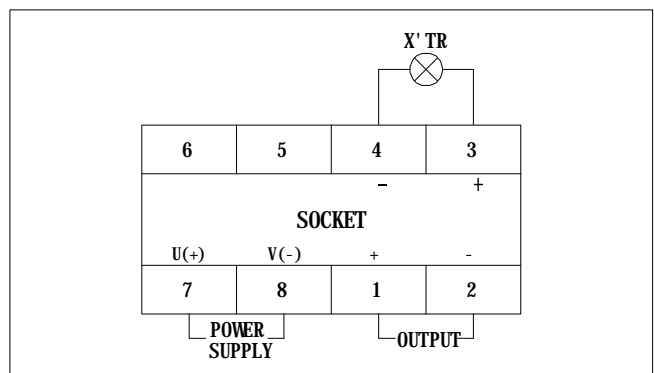 X'TR
6 5 4 3
- +
SOCKET
U(+) V(-) + -
7 8 1 2
POWER
SUPPLY
OUTPUT